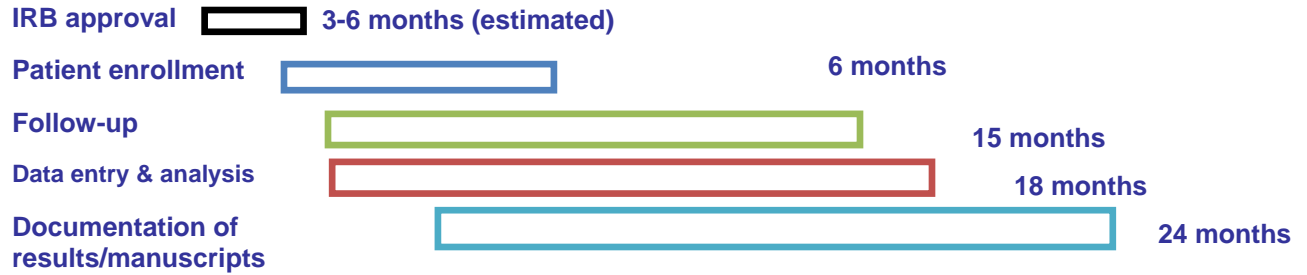 IRB approval 3-6 months (estimated)
Patient enrollment 6 months
Follow-up 15 months
Data entry & analysis 18 months
Documentation of
results/manuscripts 24 months